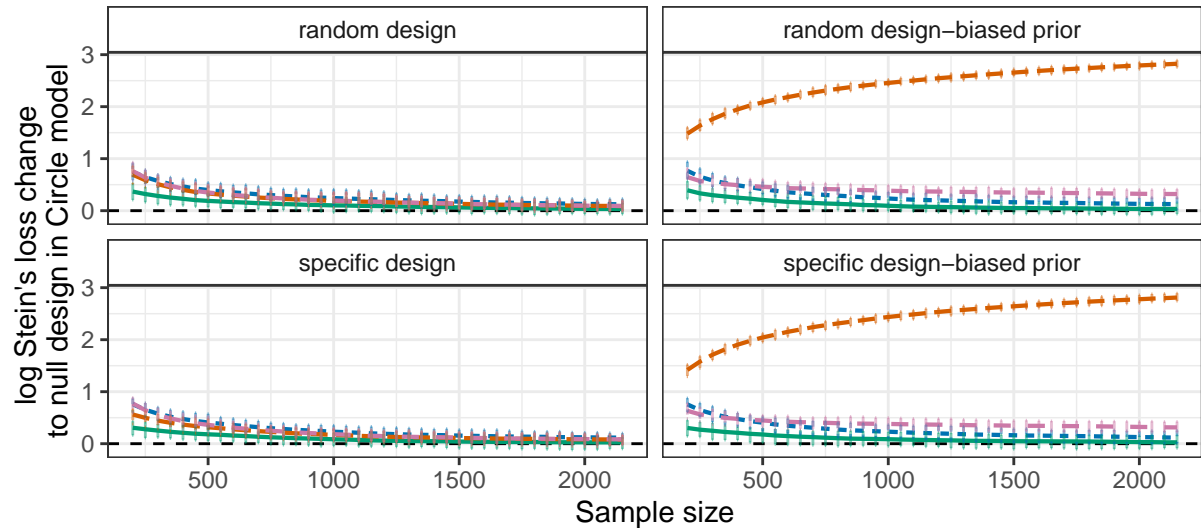 random design
random design−biased prior
log Stein's loss change
to null design in Circle model
3
2
1
0
specific design
specific design−biased prior
3
2
1
0
500
1000
1500
2000
500
1000
1500
2000
Sample size